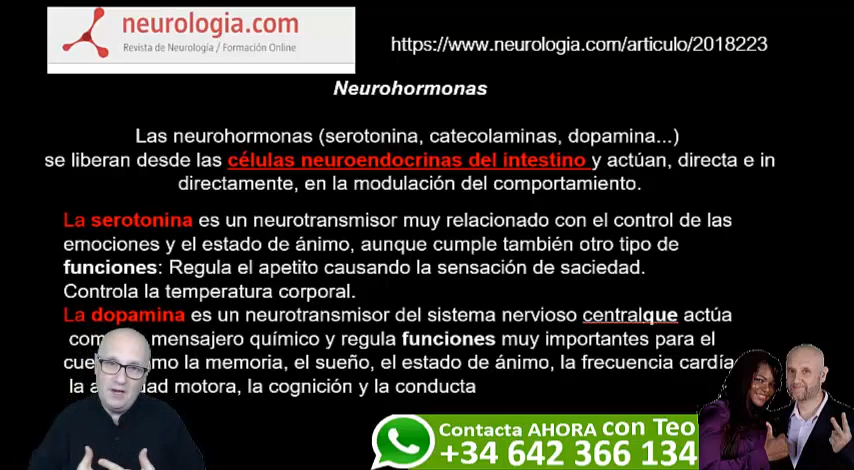 neurologia.com
Revista de Neurología / Formación Online
https://www.neurologia.com/articulo/2018223
Neurohormonas
Las neurohormonas (serotonina, catecolaminas, dopamina...)
se liberan desde las células neuroendocrinas del intestino y actúan, directa e in
directamente, en la modulación del comportamiento.
La serotonina es un neurotransmisor muy relacionado con el control de las
emociones y el estado de ánimo, aunque cumple también otro tipo de
funciones: Regula el apetito causando la sensación de saciedad.
Controla la temperatura corporal.
La dopamina es un neurotransmisor del sistema nervioso centralque actúa
mensajero químico y regula funciones muy importantes para el
la memoria, el sueño, el estado de ánimo, la frecuencia
la motora, la cognición y la conducta
Contacta AHORA con Teo
+34 642 366 134